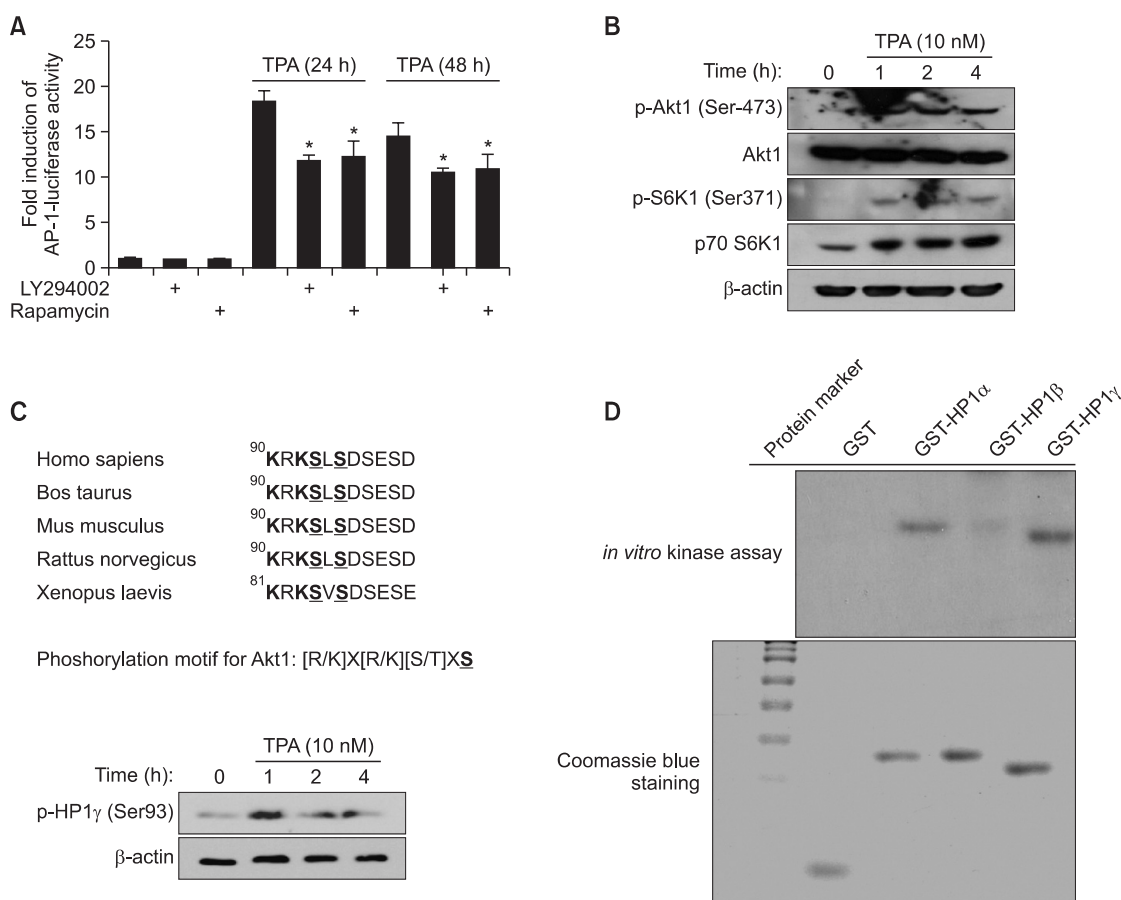 A
Fold induction of
AP-1-luciferase activity
25
20
15
10
5
0
TPA (24 h) TPA (48 h)
* * * *
LY294002 + + +
Rapamycin + + +
B
TPA (10 nM)
Time (h): 0 1 2 4
p-Akt1 (Ser-473)
Akt1
p-S6K1 (Ser371)
p70 S6K1
β-actin
C
Homo sapiens 90KRKSLSDSESD
Bos taurus 90KRKSLSDSESD
Mus musculus 90KRKSLSDSESD
Rattus norvegicus 90KRKSLSDSESD
Xenopus laevis 81KRKSVSDSESE
Phoshorylation motif for Akt1: [R/K]X[R/K][S/T]XS
TPA (10 nM)
Time (h): 0 1 2 4
p-HP1γ (Ser93)
β-actin
D
Protein marker GST GST-HP1α GST-HP1β GST-HP1γ
in vitro kinase assay
Coomassie blue
staining